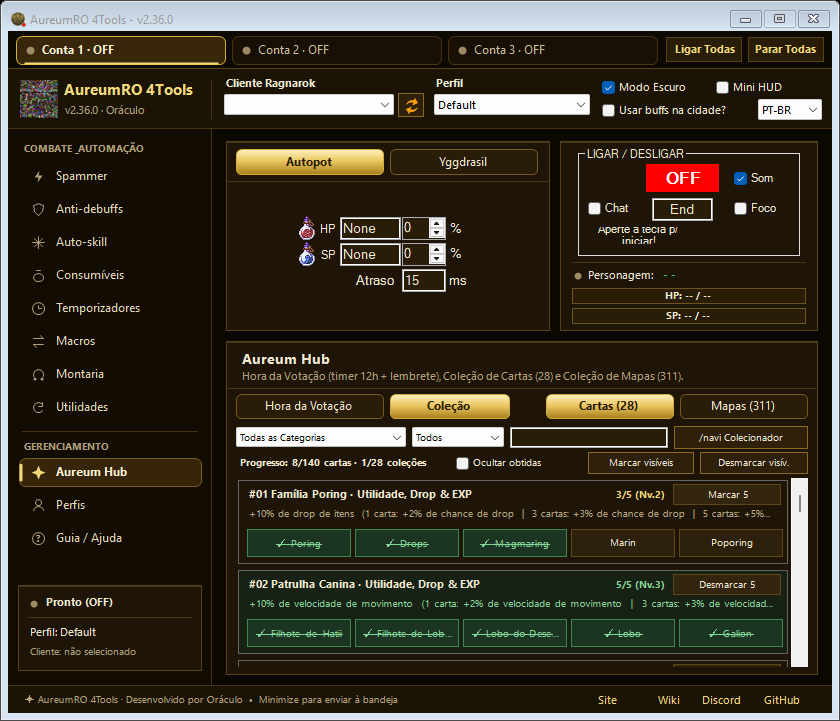 AureumRO 4Tools - v2.36.0
Conta 1 · OFF
Conta 2 · OFF
Conta 3 · OFF
Ligar Todas
Parar Todas
AureumRO 4Tools
v2.36.0 · Oráculo
Cliente Ragnarok
Perfil
Default
Modo Escuro
Mini HUD
Usar buffs na cidade?
PT-BR
COMBATE_AUTOMAÇÃO
Spammer
Anti-debuffs
Auto-skill
Consumíveis
Temporizadores
Macros
Montaria
Utilidades
GERENCIAMENTO
Aureum Hub
Perfis
Guia / Ajuda
Pronto (OFF)
Perfil: Default
Cliente: não selecionado
Autopot
Yggdrasil
HP None 0 %
SP None 0 %
Atraso 15 ms
LIGAR / DESLIGAR
OFF
Som
Chat
End
Foco
Aperte a tecla p/
iniciar!
Personagem: - -
HP: -- / --
SP: -- / --
Aureum Hub
Hora da Votação (timer 12h + lembrete), Coleção de Cartas (28) e Coleção de Mapas (311).
Hora da Votação
Coleção
Cartas (28)
Mapas (311)
Todas as Categorias
Todos
/navi Colecionador
Progresso: 8/140 cartas · 1/28 coleções
Ocultar obtidas
Marcar visíveis
Desmarcar visív.
#01 Família Poring · Utilidade, Drop & EXP
3/5 (Nv.2)
Marcar 5
+10% de drop de itens (1 carta: +2% de chance de drop | 3 cartas: +3% de chance de drop | 5 cartas: +5%...
✓ Poring
✓ Drops
✓ Magmaring
Marin
Poporing
#02 Patrulha Canina · Utilidade, Drop & EXP
5/5 (Nv.3)
Desmarcar 5
+10% de velocidade de movimento (1 carta: +2% de velocidade de movimento | 3 cartas: +3% de velocidad...
✓ Filhote de Hatii
✓ Filhote de Lob...
✓ Lobo do Dese...
✓ Lobo
✓ Galion
AureumRO 4Tools · Desenvolvido por Oráculo • Minimize para enviar à bandeja
Site
Wiki
Discord
GitHub